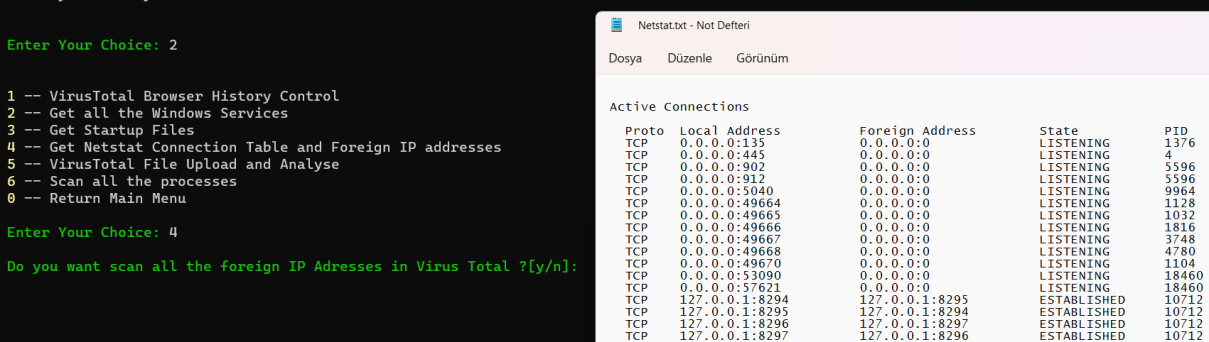 Enter Your Choice: 2
1 -- VirusTotal Browser History Control
2 -- Get all the Windows Services
3 -- Get Startup Files
4 -- Get Netstat Connection Table and Foreign IP addresses
5 -- VirusTotal File Upload and Analyse
6 -- Scan all the processes
0 -- Return Main Menu
Enter Your Choice: 4
Do you want scan all the foreign IP Adresses in Virus Total ?[y/n]:
Netstat.txt - Not Defteri
Dosya Düzenle Görünüm
Active Connections
Proto Local Address Foreign Address State PID
TCP 0.0.0.0:135 0.0.0.0:0 LISTENING 1376
TCP 0.0.0.0:445 0.0.0.0:0 LISTENING 4
TCP 0.0.0.0:902 0.0.0.0:0 LISTENING 5596
TCP 0.0.0.0:912 0.0.0.0:0 LISTENING 5596
TCP 0.0.0.0:5040 0.0.0.0:0 LISTENING 9964
TCP 0.0.0.0:49664 0.0.0.0:0 LISTENING 1128
TCP 0.0.0.0:49665 0.0.0.0:0 LISTENING 1032
TCP 0.0.0.0:49666 0.0.0.0:0 LISTENING 1816
TCP 0.0.0.0:49667 0.0.0.0:0 LISTENING 3748
TCP 0.0.0.0:49668 0.0.0.0:0 LISTENING 4780
TCP 0.0.0.0:49670 0.0.0.0:0 LISTENING 1104
TCP 0.0.0.0:53090 0.0.0.0:0 LISTENING 18460
TCP 0.0.0.0:57621 0.0.0.0:0 LISTENING 18460
TCP 127.0.0.1:8294 127.0.0.1:8295 ESTABLISHED 10712
TCP 127.0.0.1:8295 127.0.0.1:8294 ESTABLISHED 10712
TCP 127.0.0.1:8296 127.0.0.1:8297 ESTABLISHED 10712
TCP 127.0.0.1:8297 127.0.0.1:8296 ESTABLISHED 10712